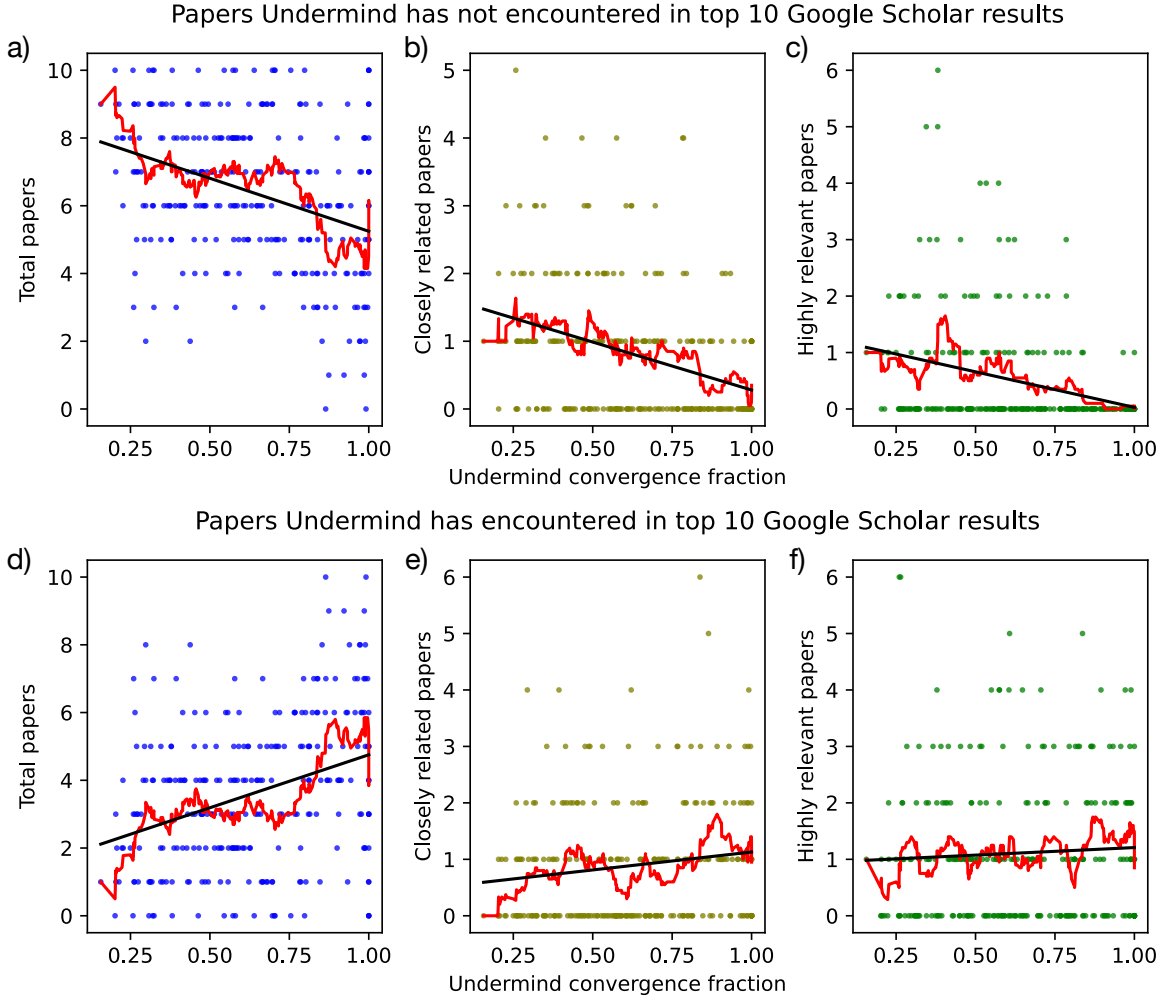 Papers Undermind has not encountered in top 10 Google Scholar results
a) b) c)
10 5 6
8 4 5
6 3 4
4 2 3
2 1 2
0 0 1
0
Total papers
Closely related papers
Highly relevant papers
0.25 0.50 0.75 1.00 0.25 0.50 0.75 1.00 0.25 0.50 0.75 1.00
Undermind convergence fraction
Papers Undermind has encountered in top 10 Google Scholar results
d) e) f)
10 6 6
8 5 5
6 4 4
4 3 3
2 2 2
0 1 1
0 0
Total papers
Closely related papers
Highly relevant papers
0.25 0.50 0.75 1.00 0.25 0.50 0.75 1.00 0.25 0.50 0.75 1.00
Undermind convergence fraction